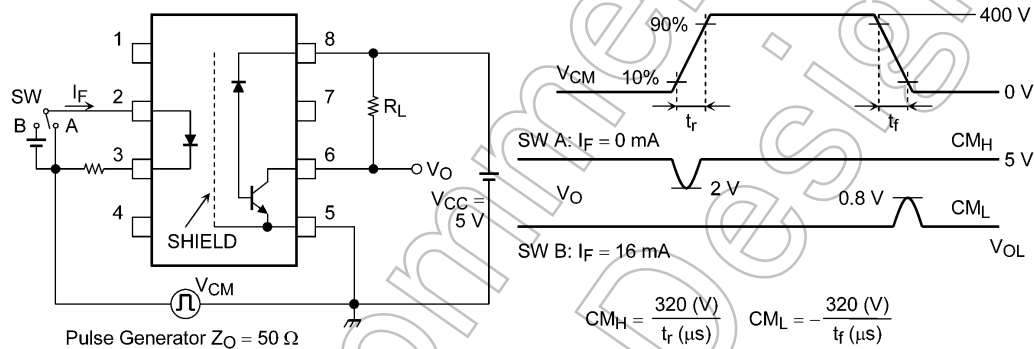 1
2
3
4
8
7
6
5
SW
I_F
B
A
R_L
V_O
V_CC =
5 V
SHIELD
V_CM
Pulse Generator Z_O = 50 Ω
400 V
90%
V_CM
10%
0 V
t_r
t_f
SW A: I_F = 0 mA
CM_H
5 V
2 V
V_O
0.8 V
CM_L
SW B: I_F = 16 mA
V_OL
CM_H = 320 (V) / t_r (μs)
CM_L = - 320 (V) / t_f (μs)